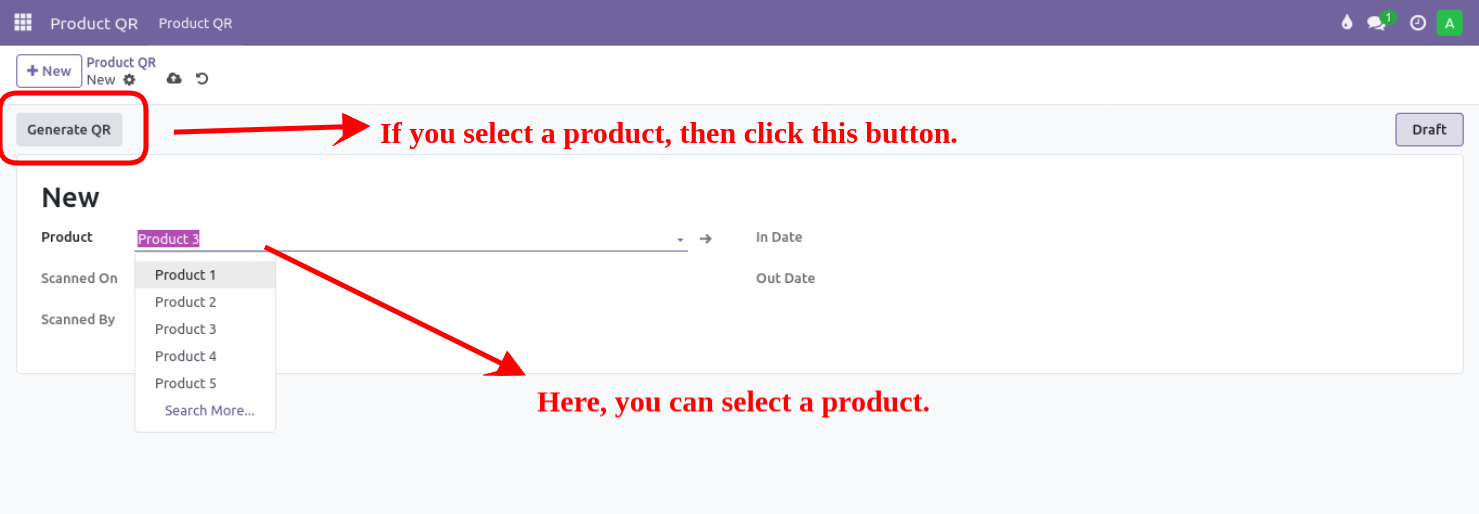 Product QR Product QR 1 A
New Product QR
New
Generate QR If you select a product, then click this button. Draft
New
Product Product 3 In Date
Product 1
Scanned On Out Date
Product 2
Scanned By
Product 3
Product 4
Product 5
Here, you can select a product.
Search More...